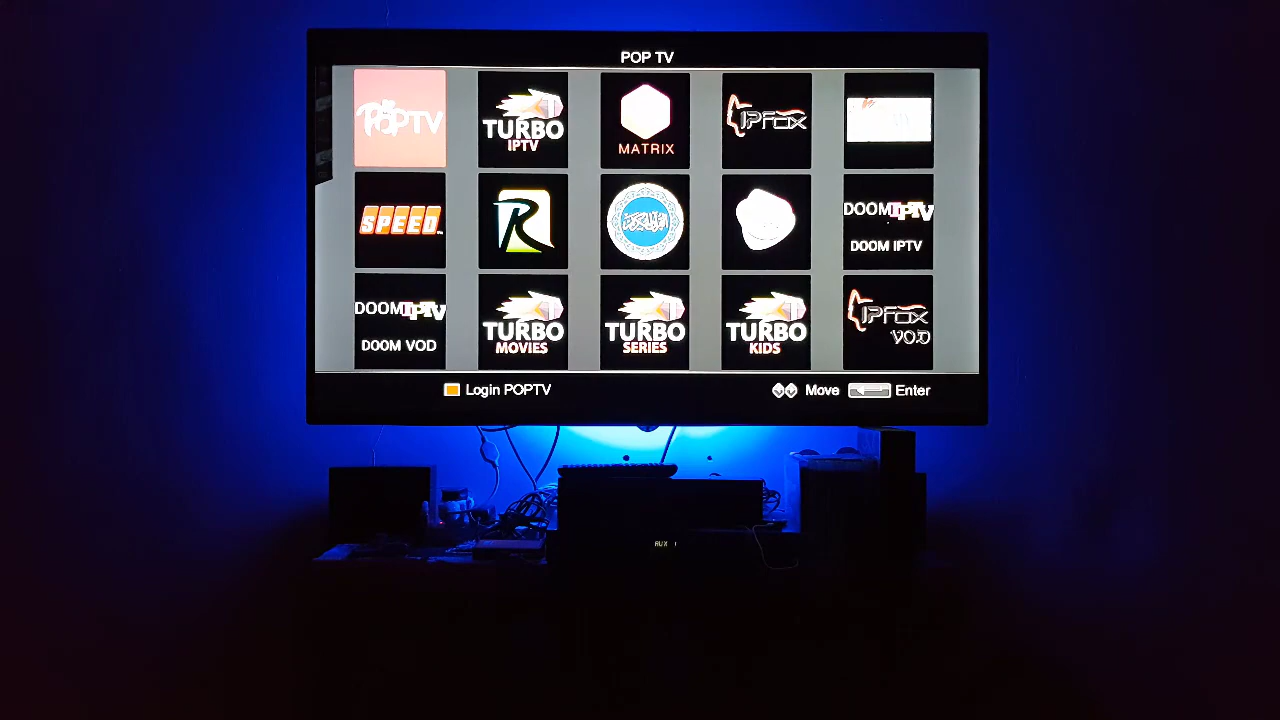 POP TV
POPTV
TURBO
IPTV
MATRIX
IPFOX
SPEED
R
DOOM IPTV
DOOM IPTV
DOOM IPTV
DOOM VOD
TURBO
MOVIES
TURBO
SERIES
TURBO
KIDS
IPFOX
VOD
Login POPTV
Move
Enter
AUX